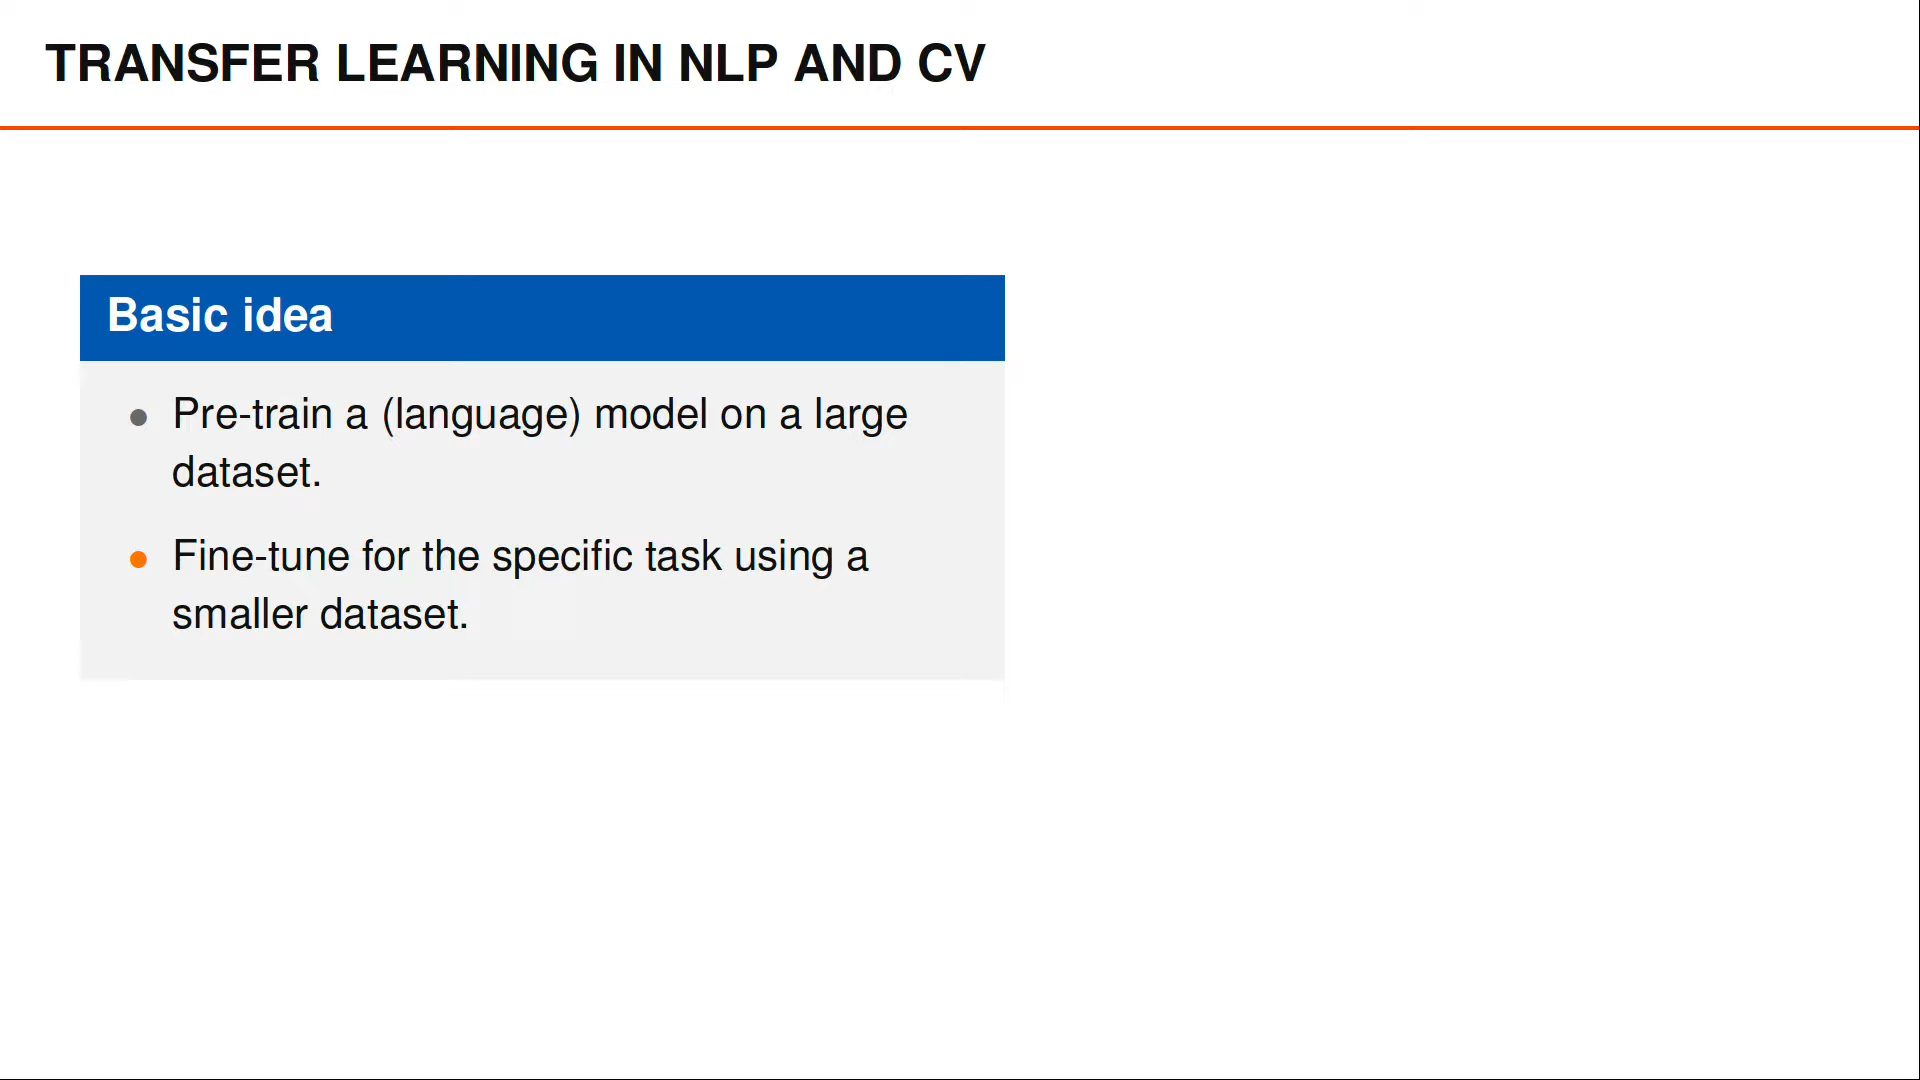 TRANSFER LEARNING IN NLP AND CV
Basic idea
Pre-train a (language) model on a large
dataset.
Fine-tune for the specific task using a
smaller dataset.